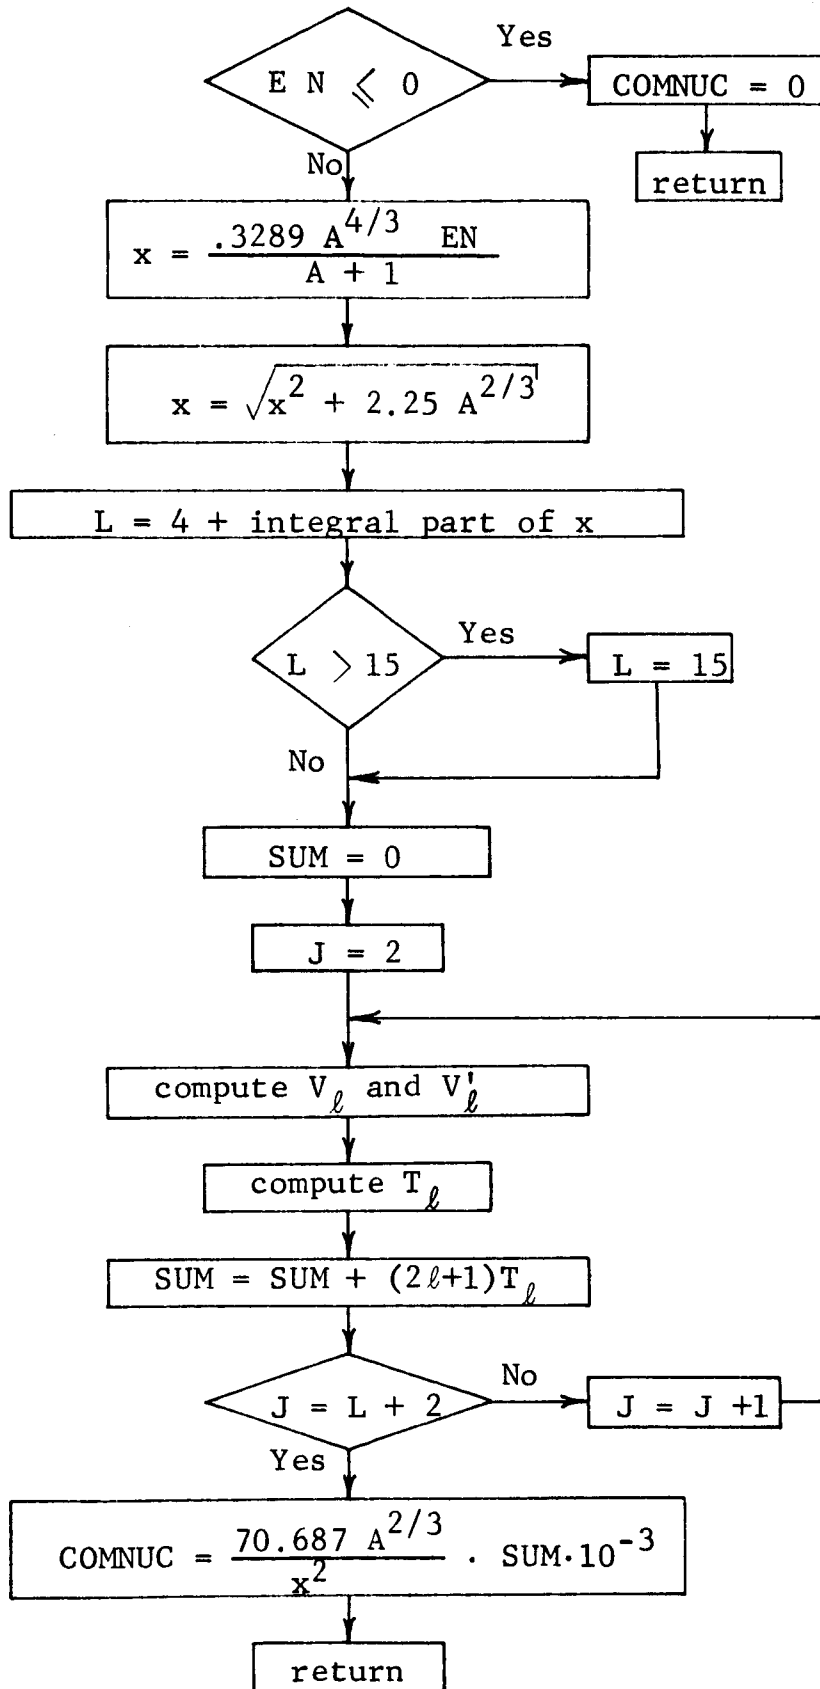 E N ⩽ 0
Yes
COMNUC = 0
return
No
x = .3289 A^{4/3} EN / A + 1
x = √x^2 + 2.25 A^{2/3}
L = 4 + integral part of x
L > 15
Yes
L = 15
No
SUM = 0
J = 2
compute V_ℓ and V'_ℓ
compute T_ℓ
SUM = SUM + (2ℓ+1)T_ℓ
J = L + 2
No
J = J +1
Yes
COMNUC = 70.687 A^{2/3} / x^2 · SUM·10^{-3}
return